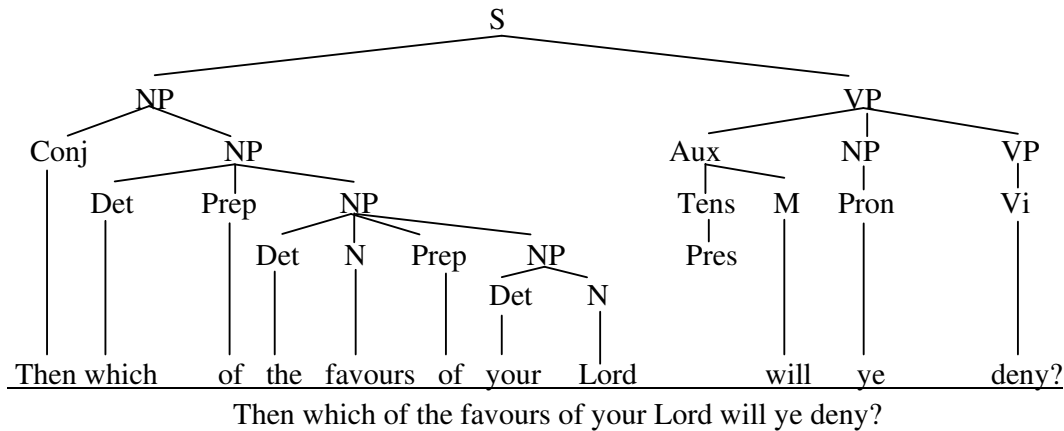 S
NP VP
Conj NP Aux NP VP
Det Prep NP Tens M Pron Vi
Det N Prep NP Pres
Det N
Then which of the favours of your Lord will ye deny?
Then which of the favours of your Lord will ye deny?